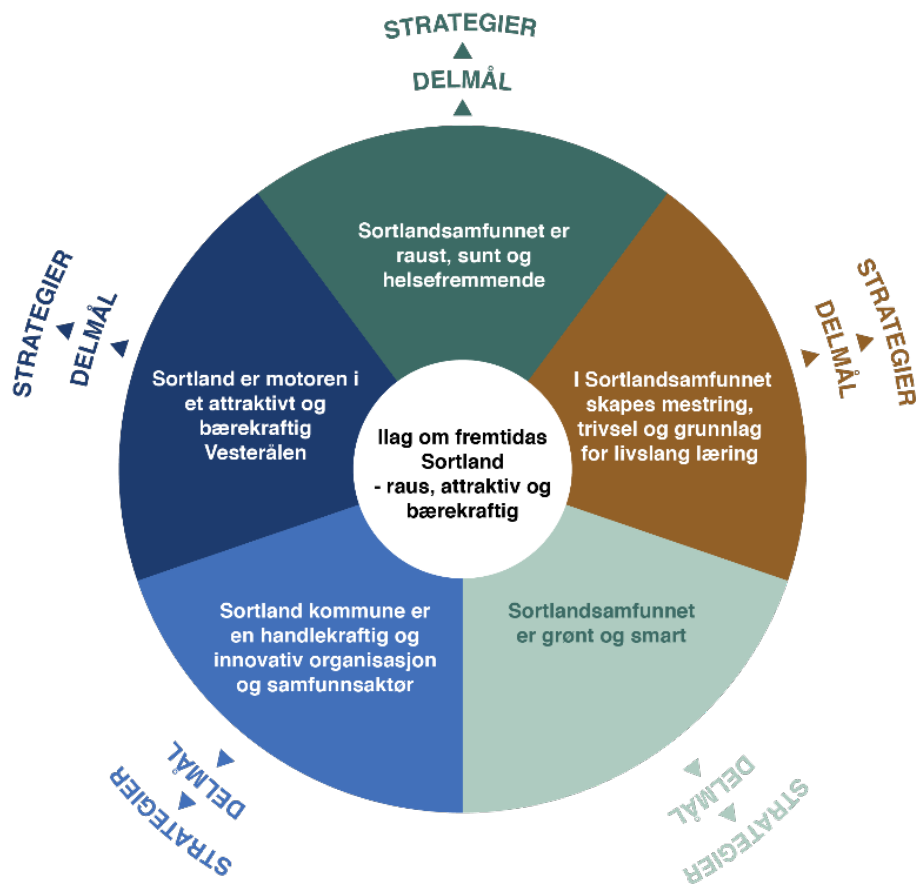 STRATEGIER
DELMÅL
Sortlandsamfunnet er
raust, sunt og
helsefremmende
STRATEGIER
DELMÅL
I Sortlandsamfunnet
skapes mestring,
trivsel og grunnlag
for livslang læring
STRATEGIER
DELMÅL
Sortlandsamfunnet
er grønt og smart
STRATEGIER
DELMÅL
Sortland kommune er
en handlekraftig og
innovativ organisasjon
og samfunnsaktør
STRATEGIER
DELMÅL
Sortland er motoren i
et attraktivt og
bærekraftig
Vesterålen
Ilag om fremtidas
Sortland
- raus, attraktiv og
bærekraftig